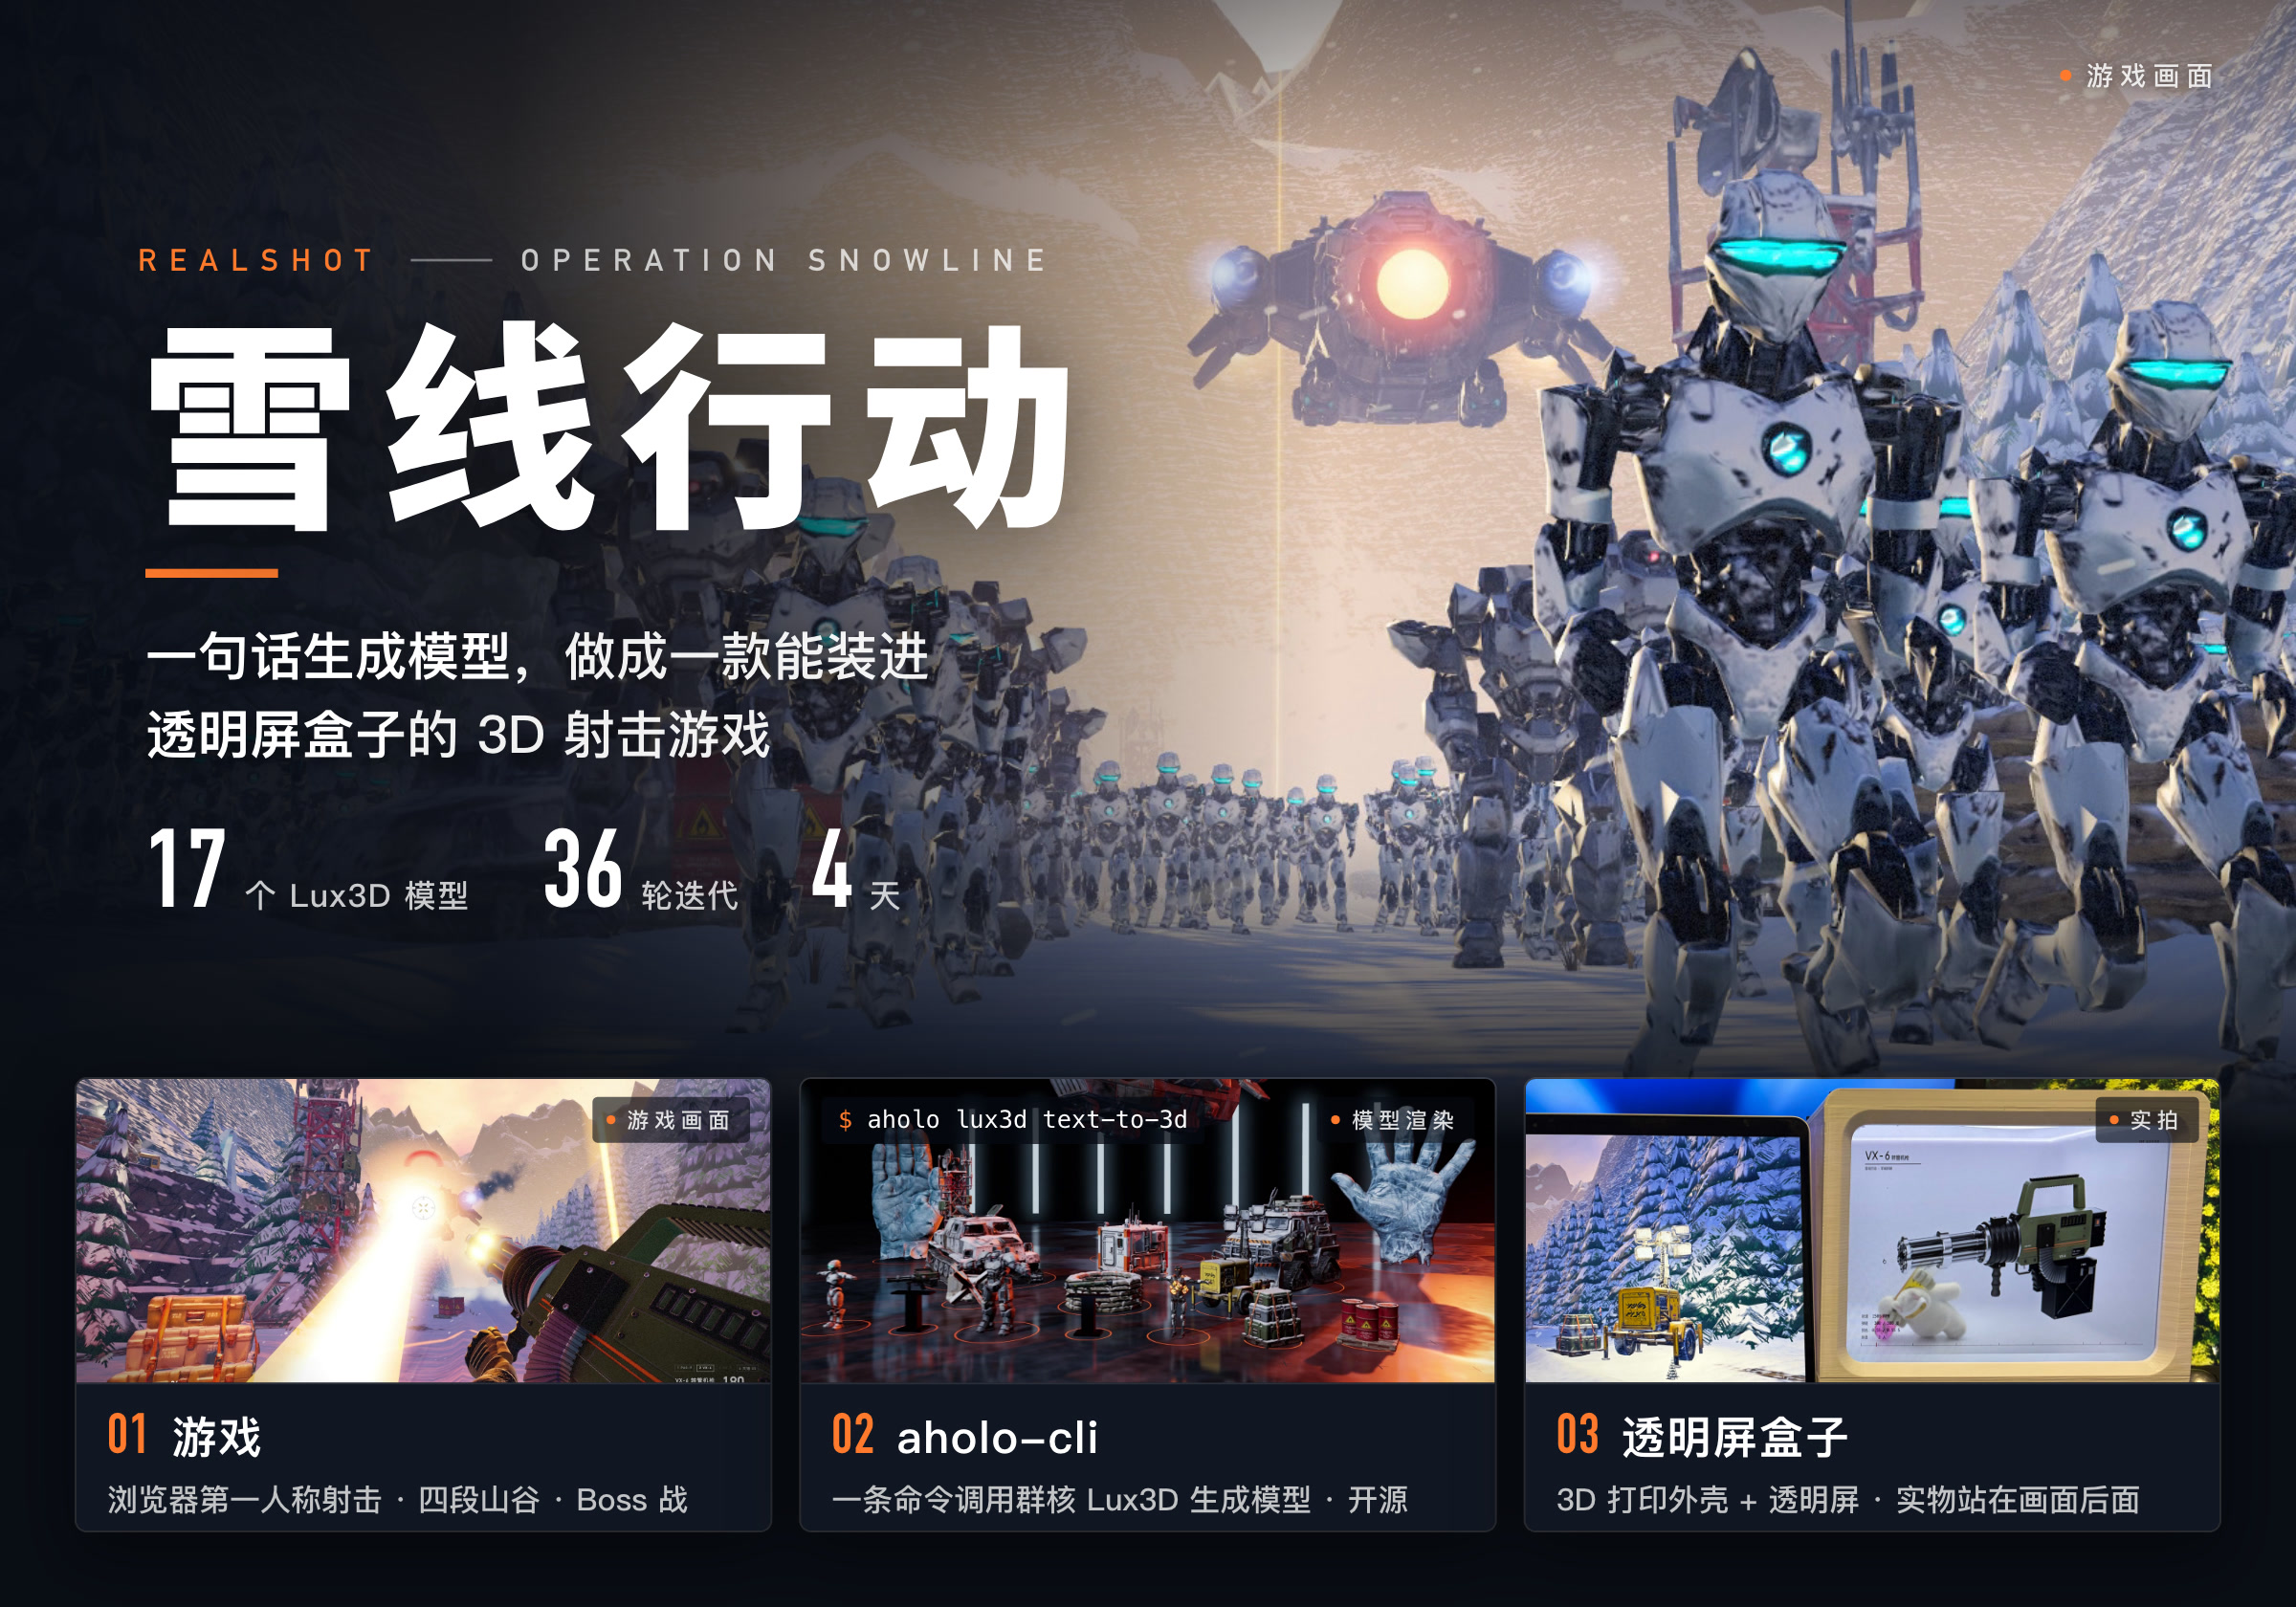 游戏画面
REALSHOT — OPERATION SNOWLINE
雪线行动
一句话生成模型，做成一款能装进
透明屏盒子的 3D 射击游戏
17 个 Lux3D 模型 36 轮迭代 4 天
游戏画面
VX-6 180
01 游戏
浏览器第一人称射击 · 四段山谷 · Boss 战
$ aholo lux3d text-to-3d
模型渲染
02 aholo-cli
一条命令调用群核 Lux3D 生成模型 · 开源
实拍
VX-6
03 透明屏盒子
3D 打印外壳 + 透明屏 · 实物站在画面后面